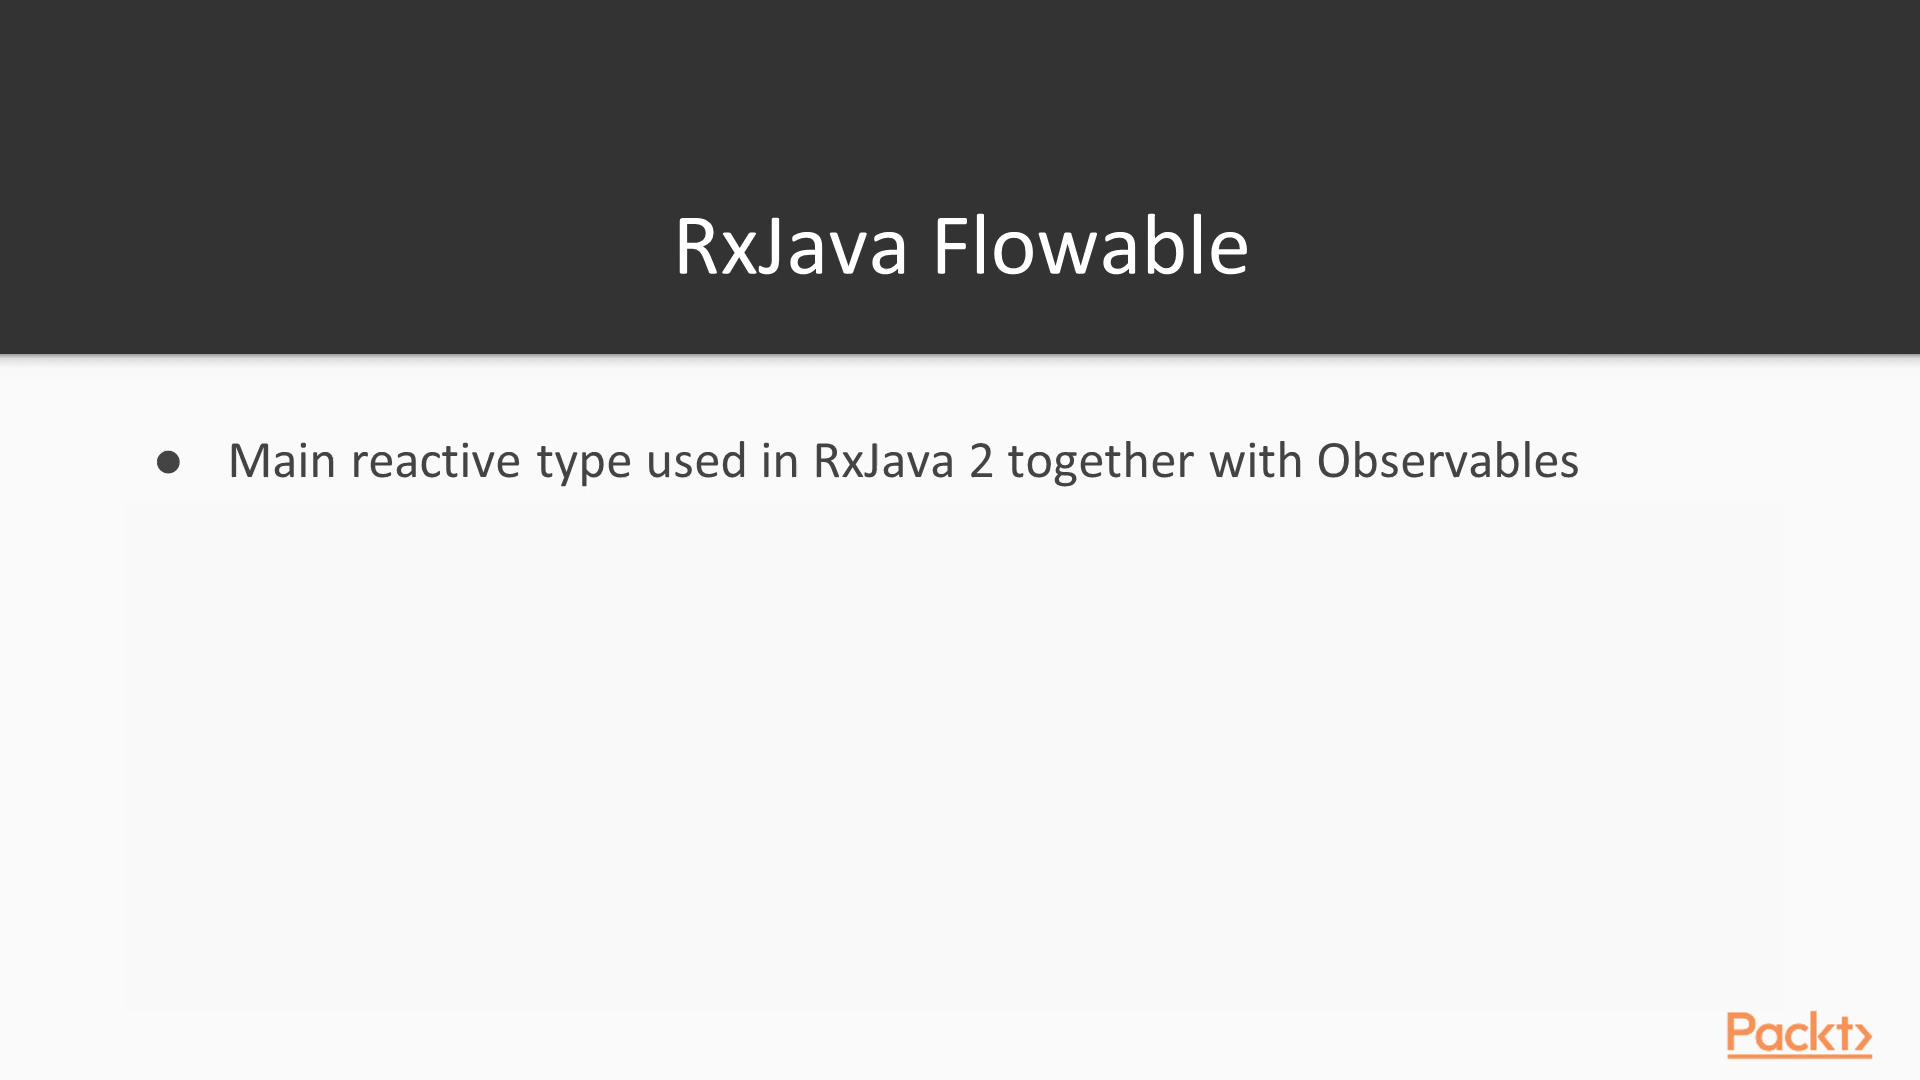 RxJava Flowable
● Main reactive type used in RxJava 2 together with Observables
Packt>